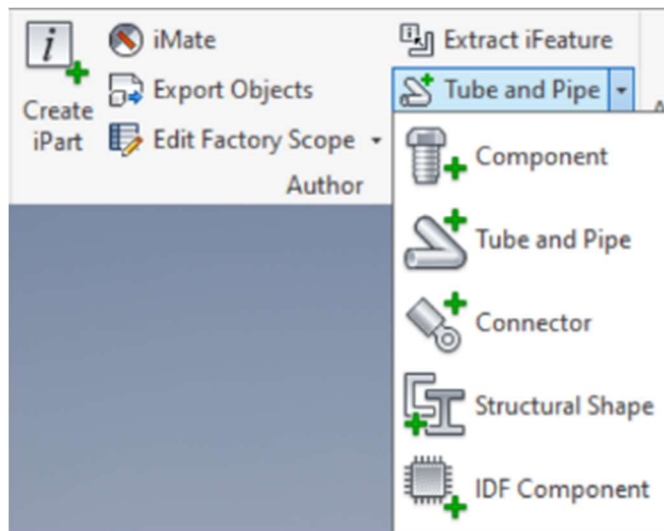 Create
iPart
iMate
Export Objects
Edit Factory Scope
Author
Extract iFeature
Tube and Pipe
Component
Tube and Pipe
Connector
Structural Shape
IDF Component